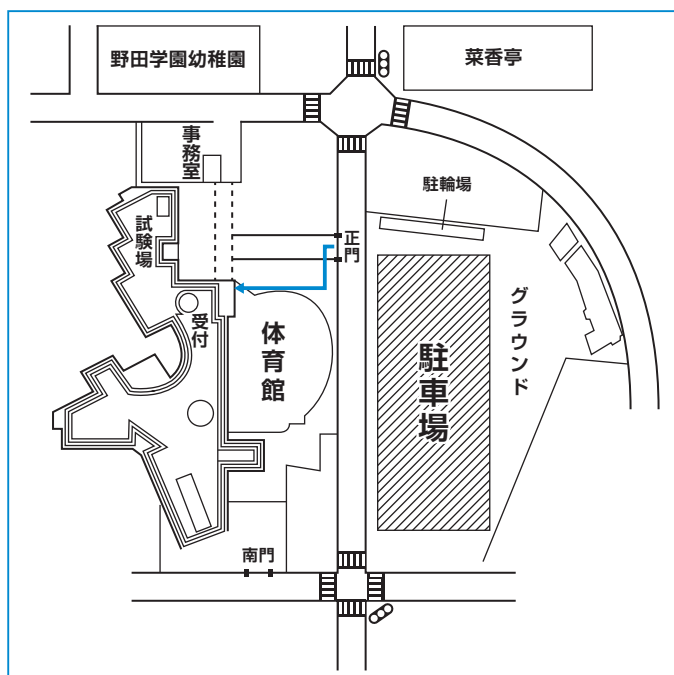 野田学園幼稚園
菜香亭
事務室
駐輪場
試験場
正門
受付
体育館
駐車場
グラウンド
南門